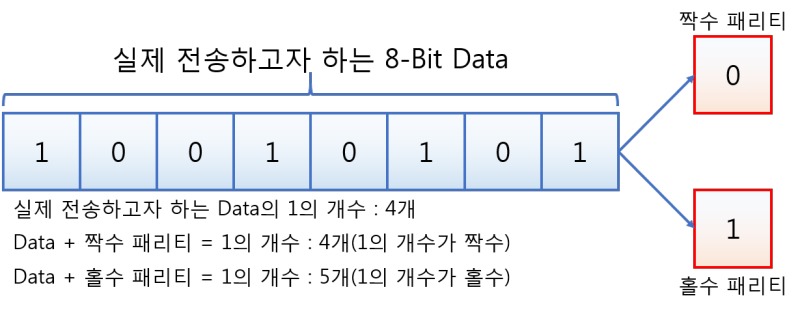 짝수 패리티
0
실제 전송하고자 하는 8-Bit Data
1 0 0 1 0 1 0 1
실제 전송하고자 하는 Data의 1의 개수 : 4개
Data + 짝수 패리티 = 1의 개수 : 4개(1의 개수가 짝수)
Data + 홀수 패리티 = 1의 개수 : 5개(1의 개수가 홀수)
1
홀수 패리티